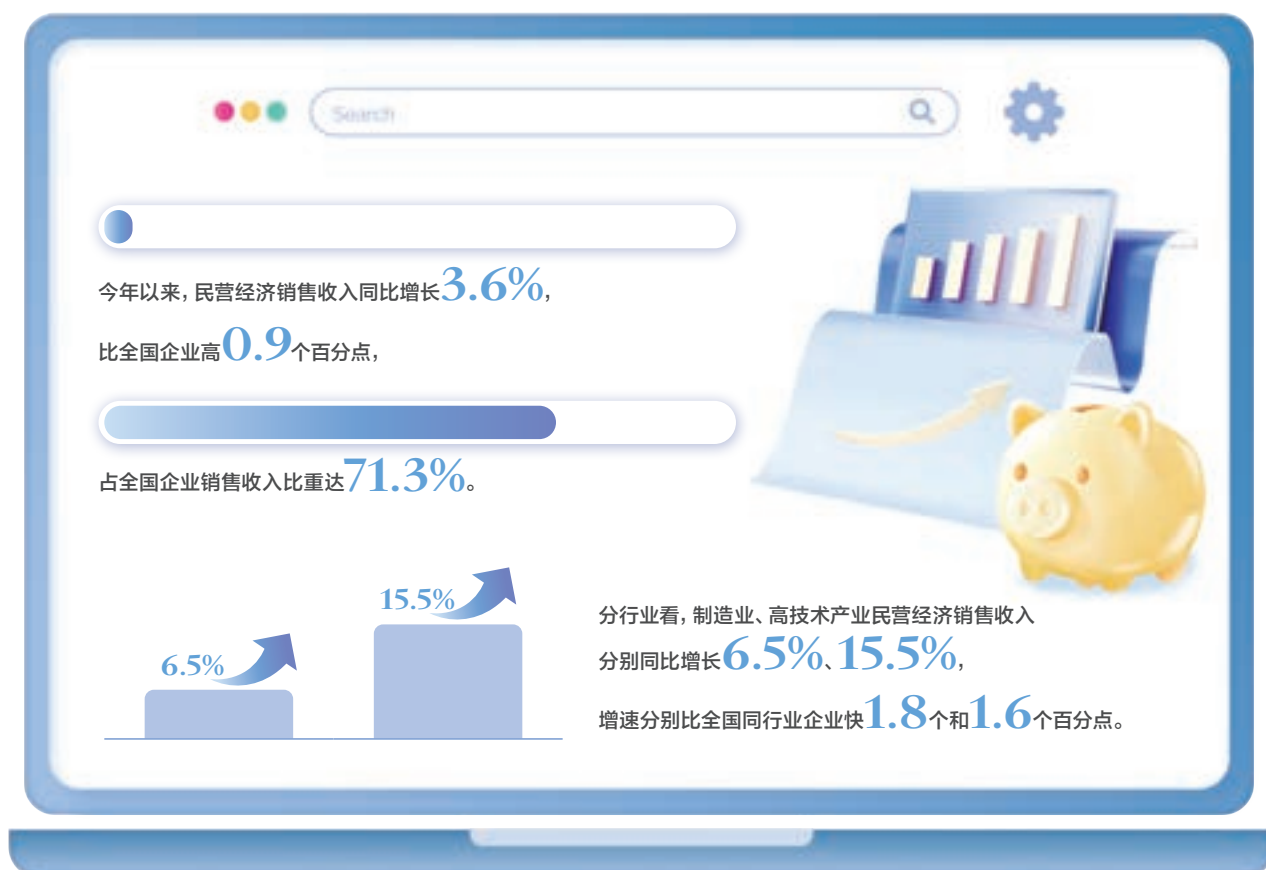 Search
今年以来，民营经济销售收入同比增长3.6%，
比全国企业高0.9个百分点，
占全国企业销售收入比重达71.3%。
15.5%
6.5%
分行业看，制造业、高技术产业民营经济销售收入
分别同比增长6.5%、15.5%，
增速分别比全国同行业企业快1.8个和1.6个百分点。